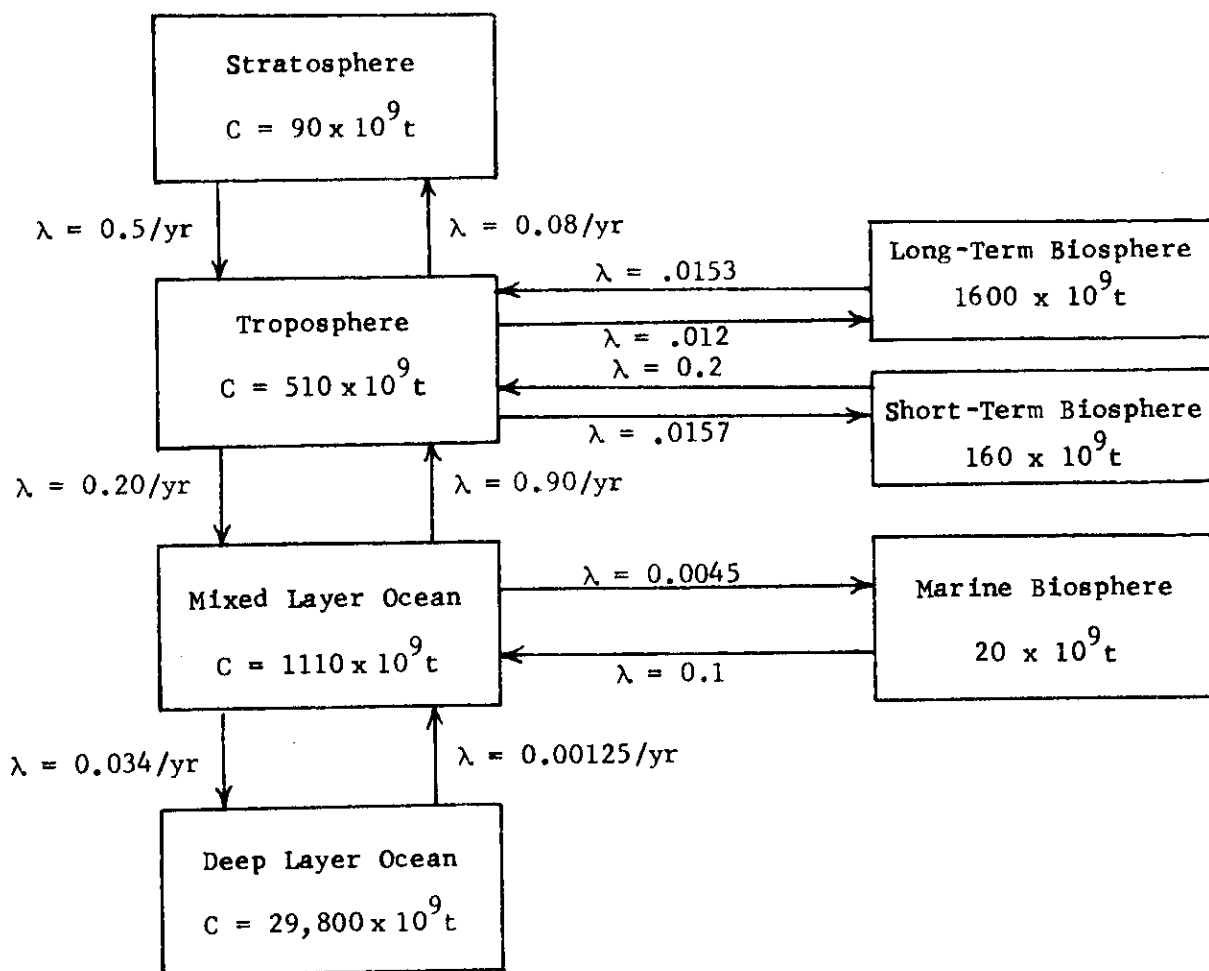 Stratosphere
C = 90 x 10⁹t
λ = 0.5/yr
λ = 0.08/yr
Long-Term Biosphere
1600 x 10⁹t
λ = .0153
λ = .012
Troposphere
C = 510 x 10⁹t
λ = 0.2
λ = .0157
Short-Term Biosphere
160 x 10⁹t
λ = 0.20/yr
λ = 0.90/yr
Mixed Layer Ocean
C = 1110 x 10⁹t
λ = 0.0045
λ = 0.1
Marine Biosphere
20 x 10⁹t
λ = 0.034/yr
λ = 0.00125/yr
Deep Layer Ocean
C = 29,800 x 10⁹t